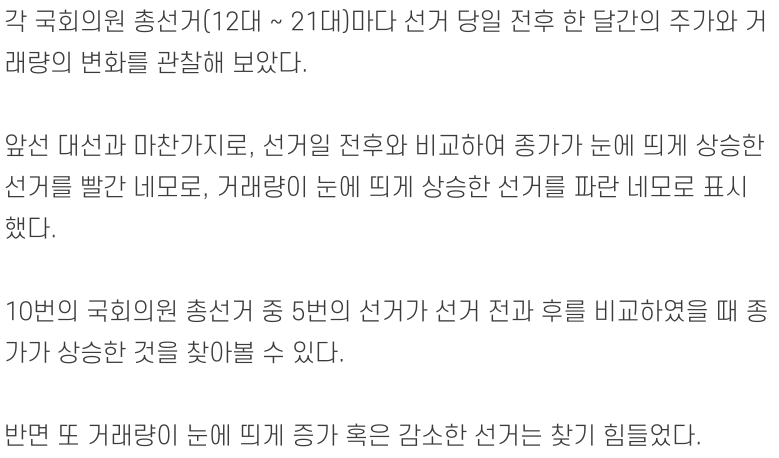 각 국회의원 총선거(12대 ~ 21대)마다 선거 당일 전후 한 달간의 주가와 거
래량의 변화를 관찰해 보았다.
앞선 대선과 마찬가지로, 선거일 전후와 비교하여 종가가 눈에 띄게 상승한
선거를 빨간 네모로, 거래량이 눈에 띄게 상승한 선거를 파란 네모로 표시
했다.
10번의 국회의원 총선거 중 5번의 선거가 선거 전과 후를 비교하였을 때 종
가가 상승한 것을 찾아볼 수 있다.
반면 또 거래량이 눈에 띄게 증가 혹은 감소한 선거는 찾기 힘들었다.